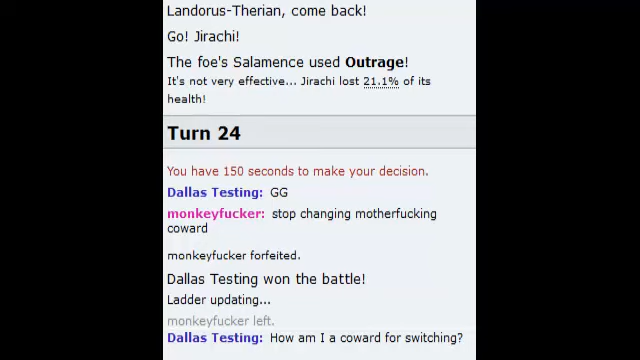 Landorus-Therian, come back!
Go! Jirachi!
The foe's Salamence used Outrage!
It's not very effective... Jirachi lost 21.1% of its
health!
Turn 24
You have 150 seconds to make your decision.
Dallas Testing: GG
monkeyfucker: stop changing motherfucking
coward
monkeyfucker forfeited.
Dallas Testing won the battle!
Ladder updating...
monkeyfucker left.
Dallas Testing: How am I a coward for switching?